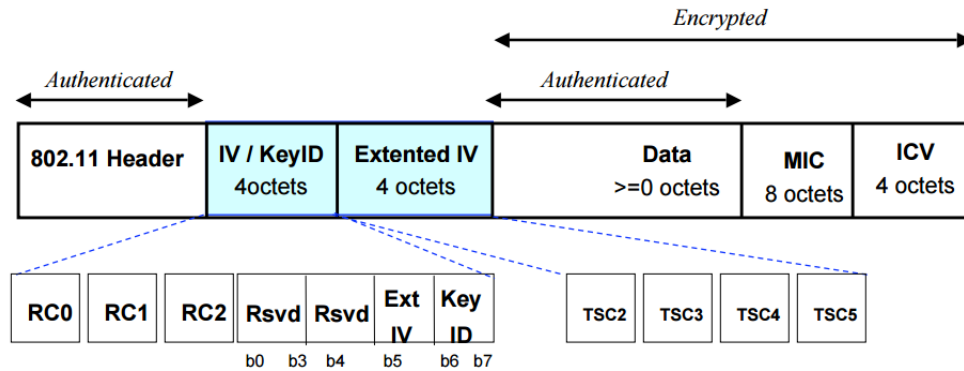 Encrypted
Authenticated Authenticated
802.11 Header IV / KeyID Extented IV Data MIC ICV
4octets 4 octets >=0 octets 8 octets 4 octets
RC0 RC1 RC2 Rsvd Rsvd Ext IV Key ID TSC2 TSC3 TSC4 TSC5
b0 b3 b4 b5 b6 b7